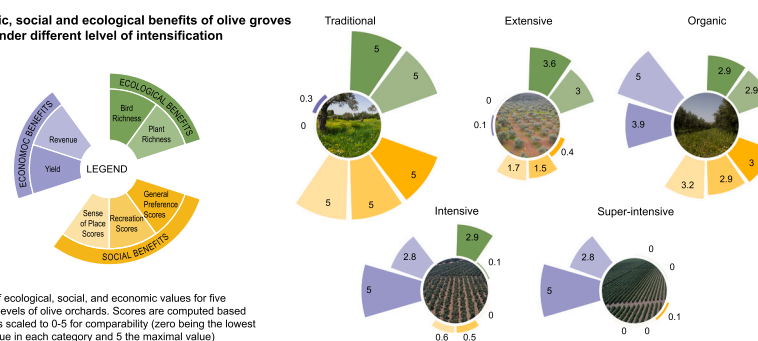 ic, social and ecological benefits of olive groves
nder different lelvel of intensification
ECOLOGICAL BENEFITS
Bird
Richness
Plant
Richness
ECONOMOC BENEFITS
Revenue
Yield
LEGEND
General
Preference
Scores
Recreation
Scores
Sense
of Place
Scores
SOCIAL BENEFITS
f ecological, social, and economic values for five
levels of olive orchards. Scores are computed based
s scaled to 0-5 for comparability (zero being the lowest
ue in each category and 5 the maximal value)
Traditional
5
5
0.3
0
5
5
5
Extensive
3.6
3
0
0.1
0.4
1.7
1.5
Organic
5
2.9
2.9
3.9
3
3.2
2.9
Intensive
2.9
2.8
0.1
5
0
0.6
0.5
Super-intensive
0
2.8
0
5
0.1
0
0